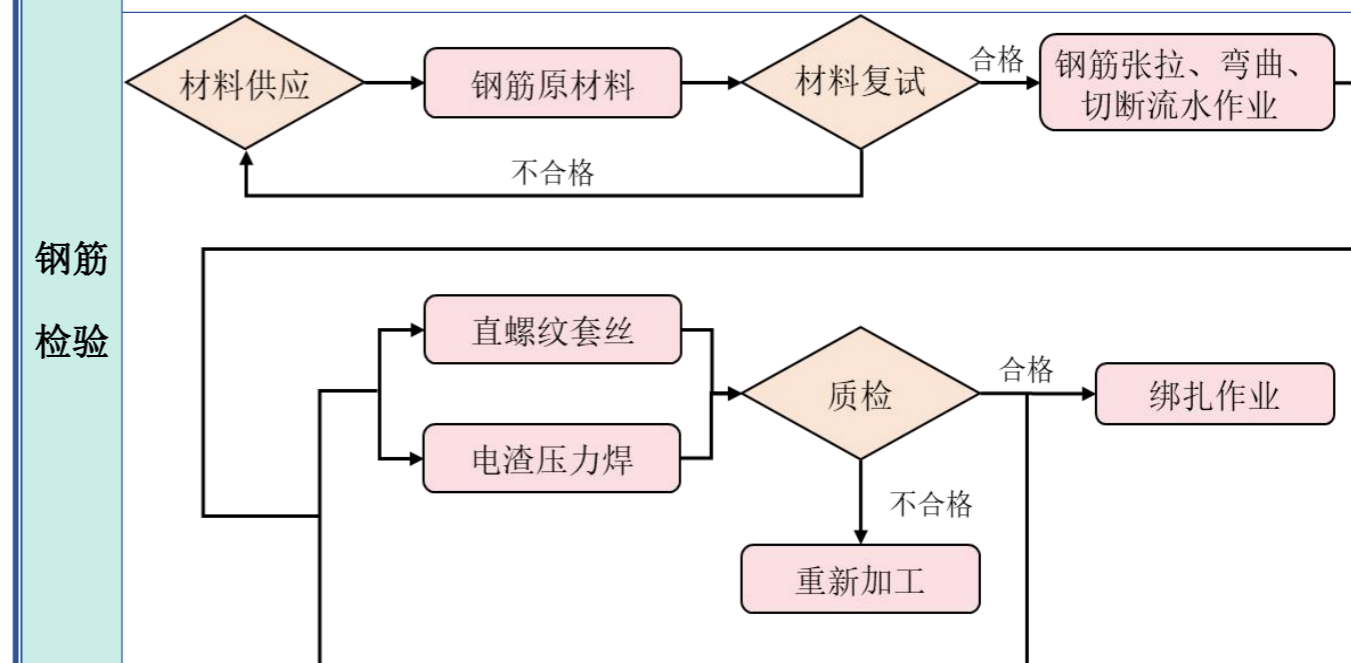 钢筋
检验
材料供应
钢筋原材料
材料复试
合格
钢筋张拉、弯曲、
切断流水作业
不合格
直螺纹套丝
电渣压力焊
质检
合格
绑扎作业
不合格
重新加工